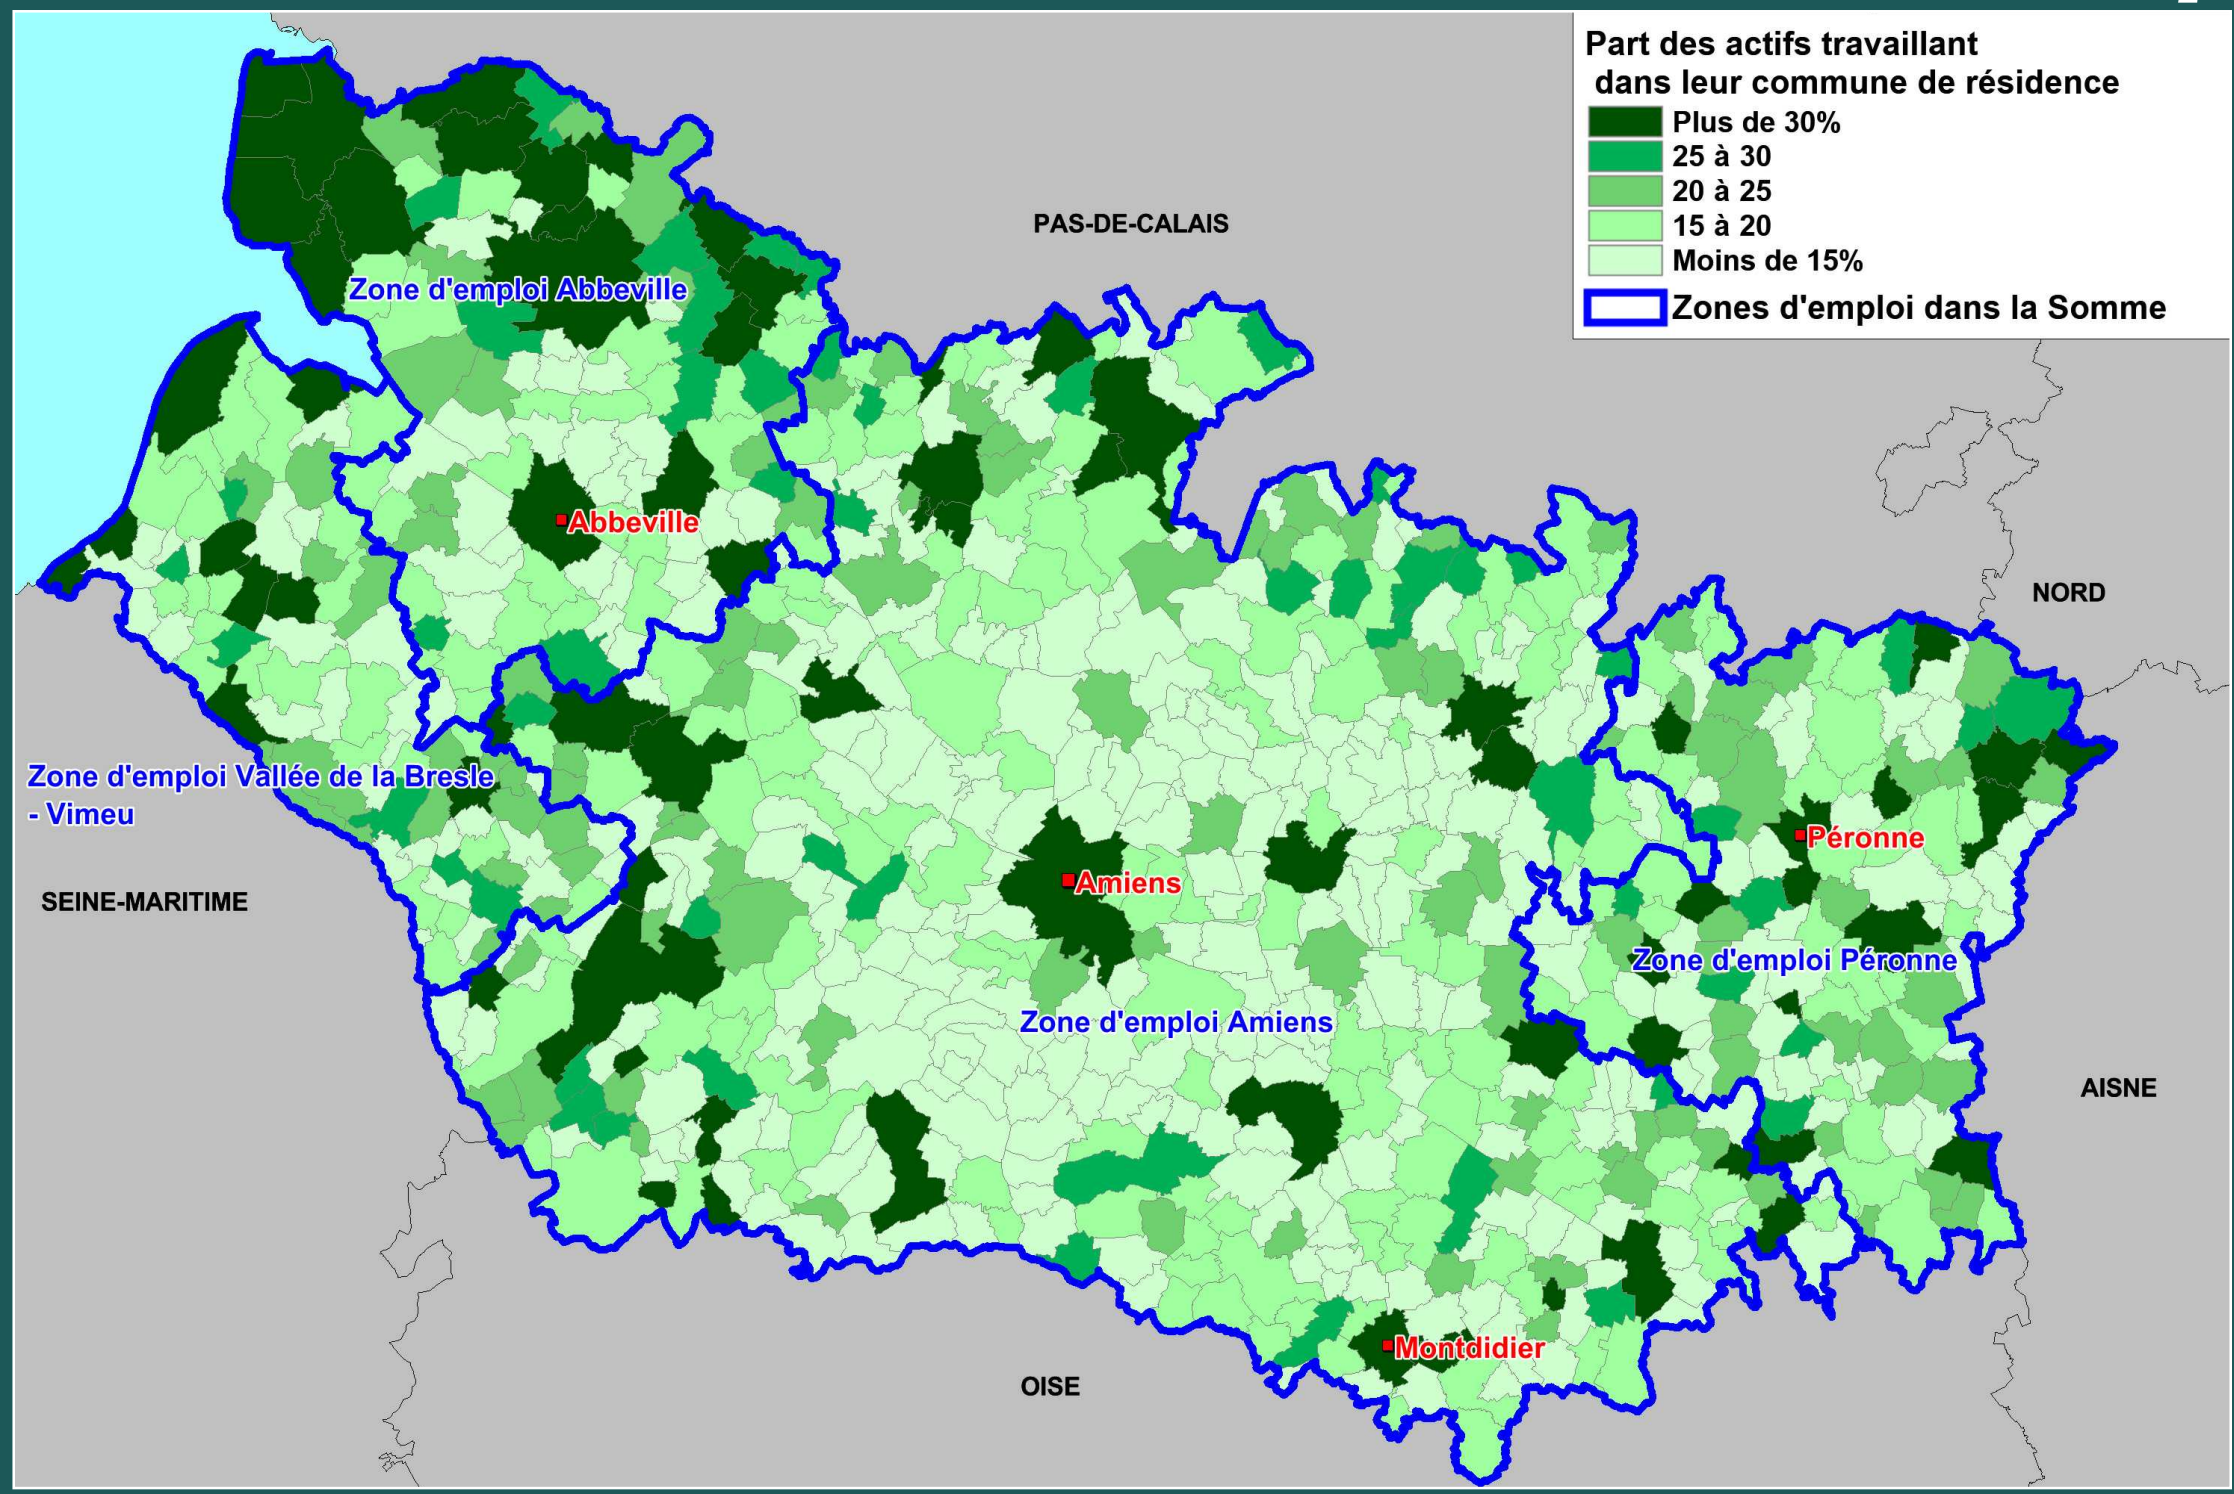 Part des actifs travaillant
dans leur commune de résidence
Plus de 30%
25 à 30
20 à 25
15 à 20
Moins de 15%
Zones d'emploi dans la Somme
PAS-DE-CALAIS
Zone d'emploi Abbeville
Abbeville
NORD
Zone d'emploi Vallée de la Bresle
- Vimeu
Péronne
Amiens
SEINE-MARITIME
Zone d'emploi Péronne
Zone d'emploi Amiens
AISNE
Montdidier
OISE